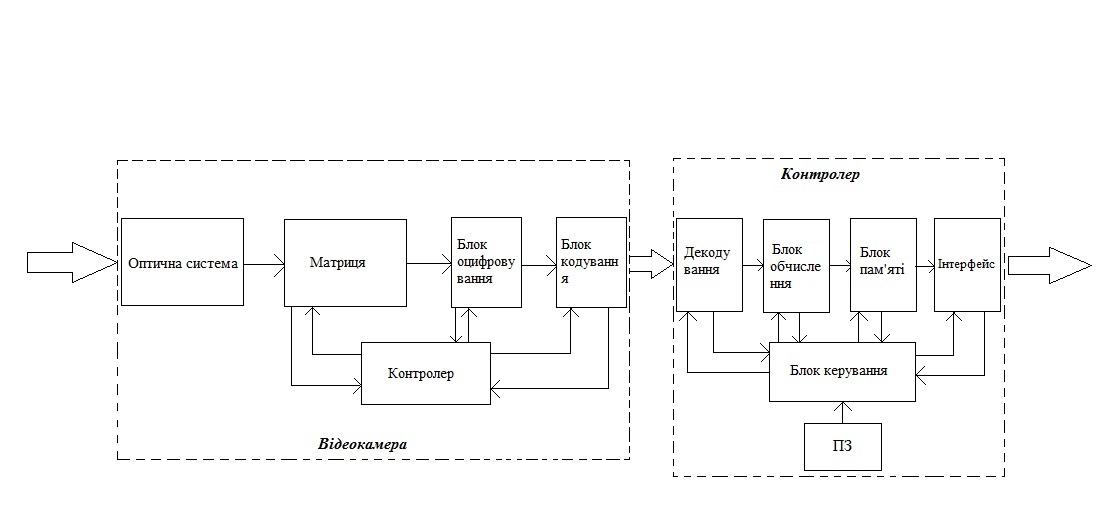 Контролер
Оптична система
Матриця
Блок
оцифрову
вання
Блок
кодуванн
я
Декоду
вання
Блок
обчисле
ння
Блок
пам'яті
Інтерфейс
Контролер
Блок керування
Відеокамера
ПЗ